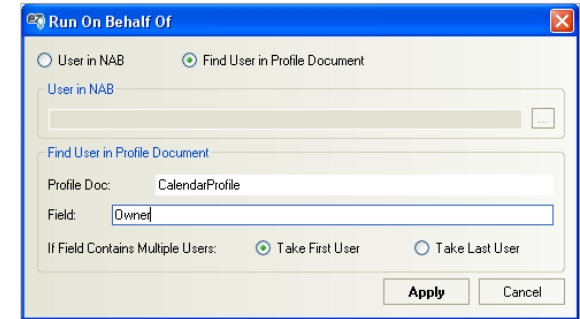 Run On Behalf Of
User in NAB Find User in Profile Document
User in NAB
...
Find User in Profile Document
Profile Doc: CalendarProfile
Field: Owner
If Field Contains Multiple Users: Take First User Take Last User
Apply Cancel